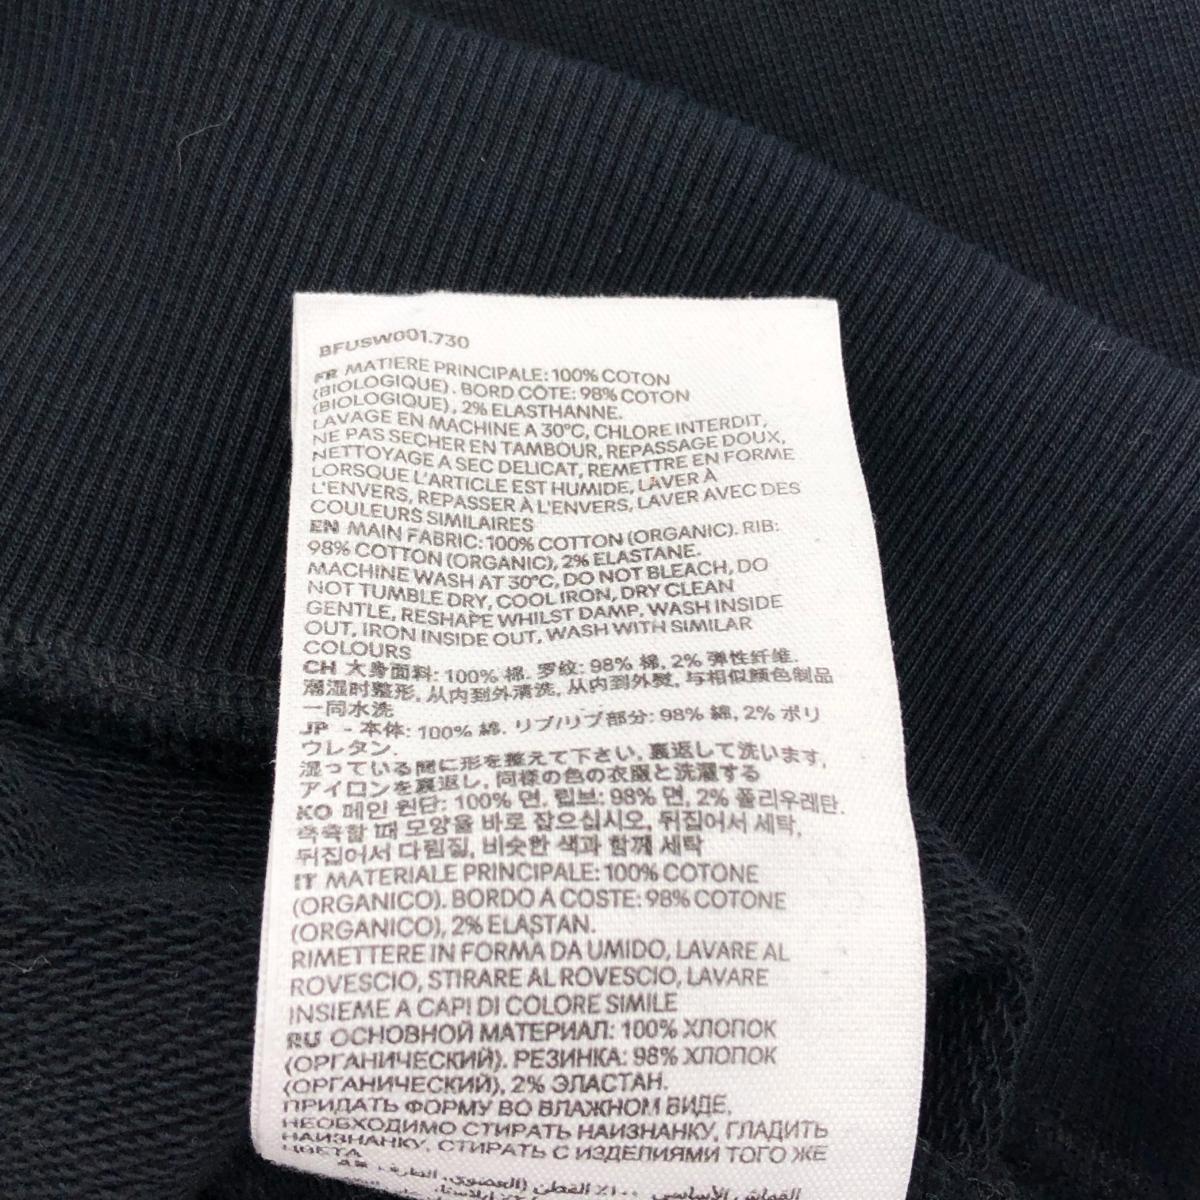 BFUSW001.730
FR MATIERE PRINCIPALE: 100% COTON
(BIOLOGIQUE). BORD CÔTE: 98% COTON
(BIOLOGIQUE), 2% ELASTHANNE.
LAVAGE EN MACHINE A 30°C, CHLORE INTERDIT,
NE PAS SECHER EN TAMBOUR, REPASSAGE DOUX,
NETTOYAGE A SEC DELICAT, REMETTRE EN FORME
LORSQUE L'ARTICLE EST HUMIDE, LAVER À
L'ENVERS, REPASSER À L'ENVERS, LAVER AVEC DES
COULEURS SIMILAIRES
EN MAIN FABRIC: 100% COTTON (ORGANIC). RIB:
98% COTTON (ORGANIC), 2% ELASTANE.
MACHINE WASH AT 30°C, DO NOT BLEACH, DO
NOT TUMBLE DRY, COOL IRON, DRY CLEAN
GENTLE, RESHAPE WHILST DAMP, WASH INSIDE
OUT, IRON INSIDE OUT, WASH WITH SIMILAR
COLOURS
CH 大身面料: 100% 棉. 罗纹: 98% 棉, 2% 弹性纤维.
潮湿时整形, 从内到外清洗, 从内到外熨, 与相似颜色制品
一同水洗
JP - 本体: 100% 綿. リブ/リブ部分: 98% 綿, 2% ポリ
ウレタン.
湿っている間に形を整えて下さい, 裏返して洗います,
アイロンを裏返し, 同様の色の衣服と洗濯する
KO 메인 원단: 100% 면. 립브: 98% 면, 2% 폴리우레탄.
축축할 때 모양을 바로 잡으십시오, 뒤집어서 세탁,
뒤집어서 다림질, 비슷한 색과 함께 세탁
IT MATERIALE PRINCIPALE: 100% COTONE
(ORGANICO). BORDO A COSTE: 98% COTONE
(ORGANICO), 2% ELASTAN.
RIMETTERE IN FORMA DA UMIDO, LAVARE AL
ROVESCIO, STIRARE AL ROVESCIO, LAVARE
INSIEME A CAPI DI COLORE SIMILE
RU ОСНОВНОЙ МАТЕРИАЛ: 100% ХЛОПОК
(ОРГАНИЧЕСКИЙ). РЕЗИНКА: 98% ХЛОПОК
(ОРГАНИЧЕСКИЙ), 2% ЭЛАСТАН.
ПРИДАТЬ ФОРМУ ВО ВЛАЖНОМ ВИДЕ,
НЕОБХОДИМО СТИРАТЬ НАИЗНАНКУ, ГЛАДИТЬ
НАИЗНАНКУ, СТИРАТЬ С ИЗДЕЛИЯМИ ТОГО ЖЕ
ЦВЕТА
القماش الأساسي: ١٠٠٪ القطن (العضوي).